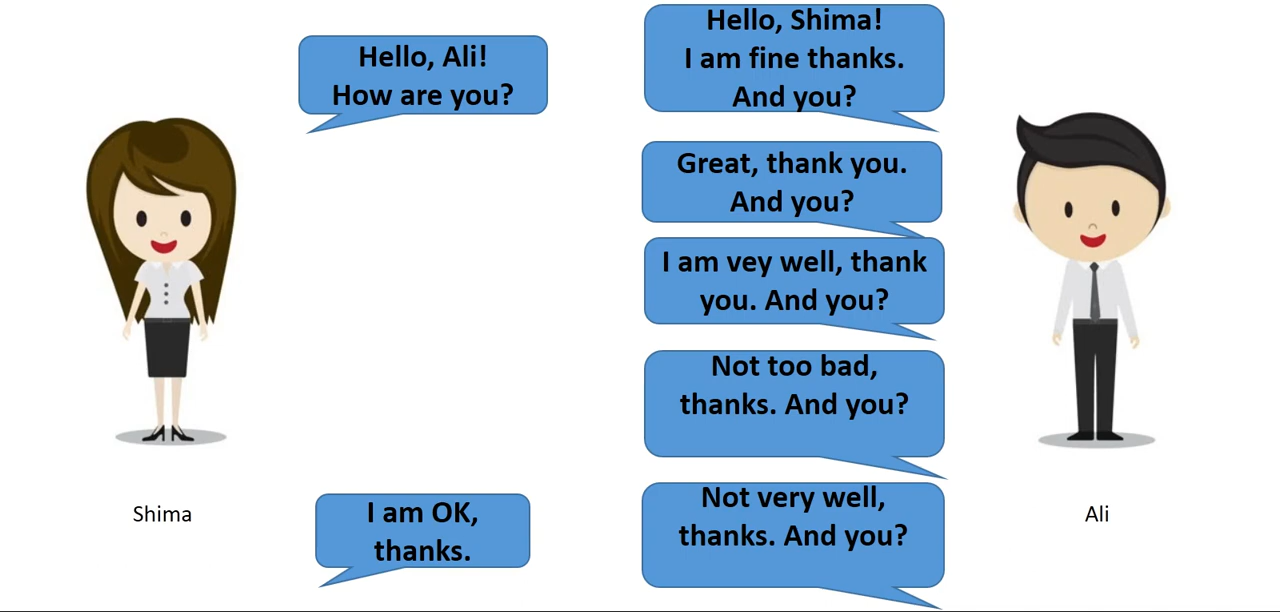 Hello, Ali!
How are you?
Hello, Shima!
I am fine thanks.
And you?
Great, thank you.
And you?
I am vey well, thank
you. And you?
Not too bad,
thanks. And you?
Not very well,
thanks. And you?
I am OK,
thanks.
Shima
Ali